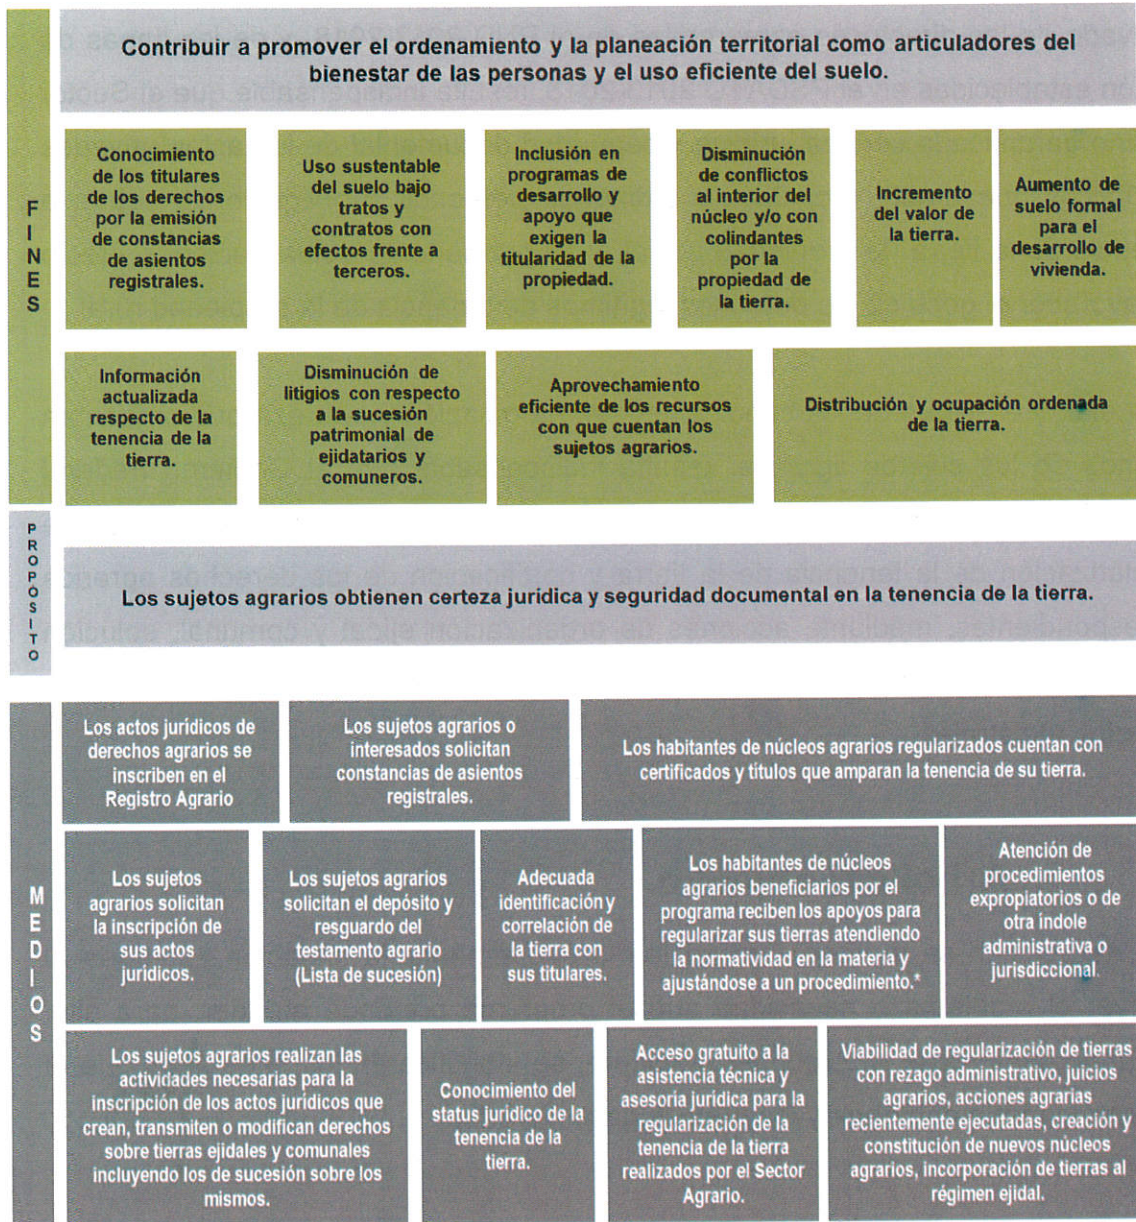 Contribuir a promover el ordenamiento y la planeación territorial como articuladores del
bienestar de las personas y el uso eficiente del suelo.
FINES
Conocimiento
de los titulares
de los derechos
por la emisión
de constancias
de asientos
registrales.
Uso sustentable
del suelo bajo
tratos y
contratos con
efectos frente a
terceros.
Inclusión en
programas de
desarrollo y
apoyo que
exigen la
titularidad de la
propiedad.
Disminución
de conflictos
al interior del
núcleo y/o con
colindantes
por la
propiedad de
la tierra.
Incremento
del valor de
la tierra.
Aumento de
suelo formal
para el
desarrollo de
vivienda.
Información
actualizada
respecto de la
tenencia de la
tierra.
Disminución de
litigios con respecto
a la sucesión
patrimonial de
ejidatarios y
comuneros.
Aprovechamiento
eficiente de los recursos
con que cuentan los
sujetos agrarios.
Distribución y ocupación ordenada
de la tierra.
PROPÓSITO
Los sujetos agrarios obtienen certeza jurídica y seguridad documental en la tenencia de la tierra.
MEDIOS
Los actos jurídicos de
derechos agrarios se
inscriben en el
Registro Agrario
Los sujetos agrarios o
interesados solicitan
constancias de asientos
registrales.
Los habitantes de núcleos agrarios regularizados cuentan con
certificados y titulos que amparan la tenencia de su tierra.
Los sujetos
agrarios solicitan
la inscripción de
sus actos
jurídicos.
Los sujetos agrarios
solicitan el depósito y
resguardo del
testamento agrario
(Lista de sucesión)
Adecuada
identificación y
correlación de
la tierra con
sus titulares.
Los habitantes de núcleos
agrarios beneficiarios por el
programa reciben los apoyos para
regularizar sus tierras atendiendo
la normatividad en la materia y
ajustándose a un procedimiento.*
Atención de
procedimientos
expropiatorios o de
otra índole
administrativa o
jurisdiccional.
Los sujetos agrarios realizan las
actividades necesarias para la
inscripción de los actos jurídicos que
crean, transmiten o modifican derechos
sobre tierras ejidales y comunales
incluyendo los de sucesión sobre los
mismos.
Conocimiento del
status jurídico de la
tenencia de la
tierra.
Acceso gratuito a la
asistencia técnica y
asesoría jurídica para la
regularización de la
tenencia de la tierra
realizados por el Sector
Agrario.
Viabilidad de regularización de tierras
con rezago administrativo, juicios
agrarios, acciones agrarias
recientemente ejecutadas, creación y
constitución de nuevos núcleos
agrarios, incorporación de tierras al
régimen ejidal.